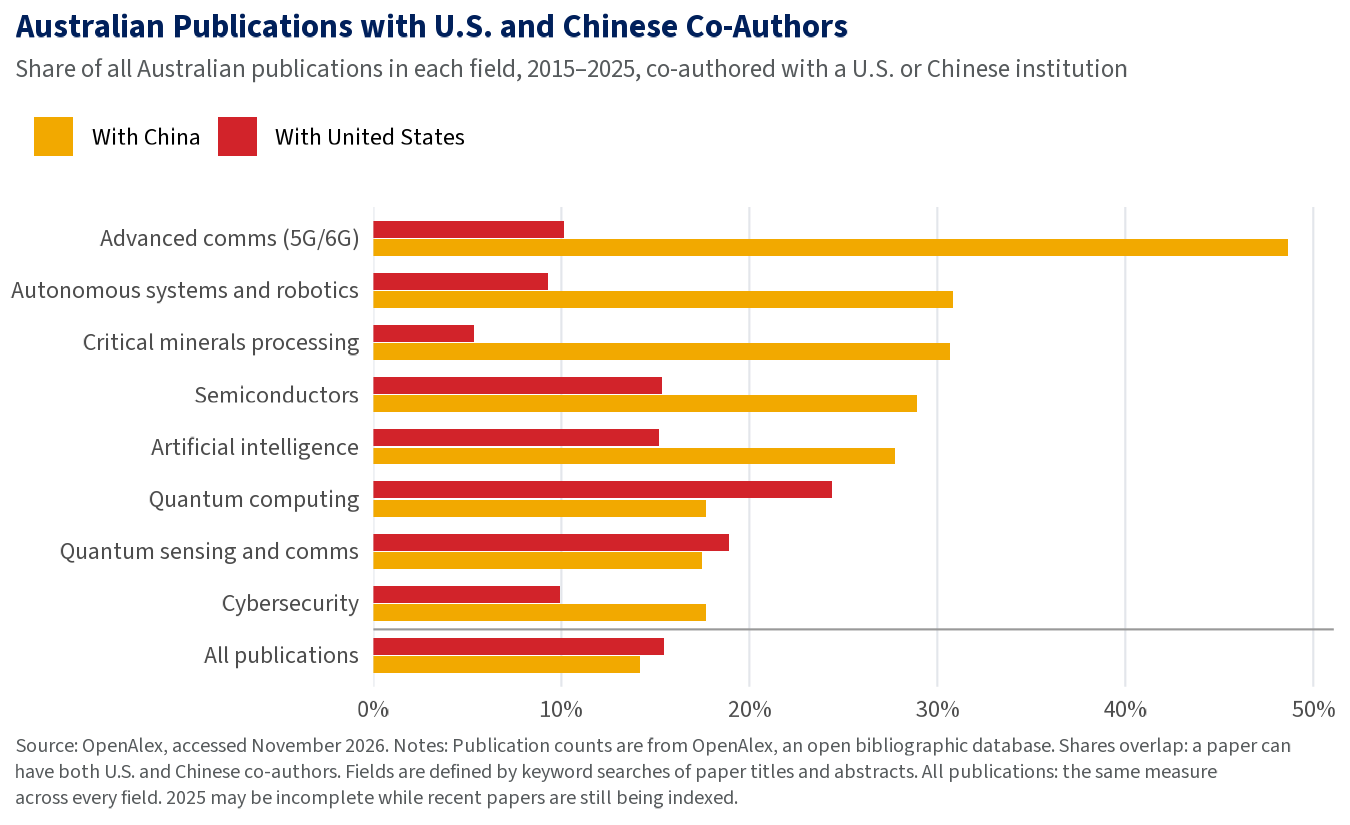 Australian Publications with U.S. and Chinese Co-Authors
Share of all Australian publications in each field, 2015–2025, co-authored with a U.S. or Chinese institution
With China
With United States
Advanced comms (5G/6G)
Autonomous systems and robotics
Critical minerals processing
Semiconductors
Artificial intelligence
Quantum computing
Quantum sensing and comms
Cybersecurity
All publications
0%
10%
20%
30%
40%
50%
Source: OpenAlex, accessed November 2026. Notes: Publication counts are from OpenAlex, an open bibliographic database. Shares overlap: a paper can
have both U.S. and Chinese co-authors. Fields are defined by keyword searches of paper titles and abstracts. All publications: the same measure
across every field. 2025 may be incomplete while recent papers are still being indexed.